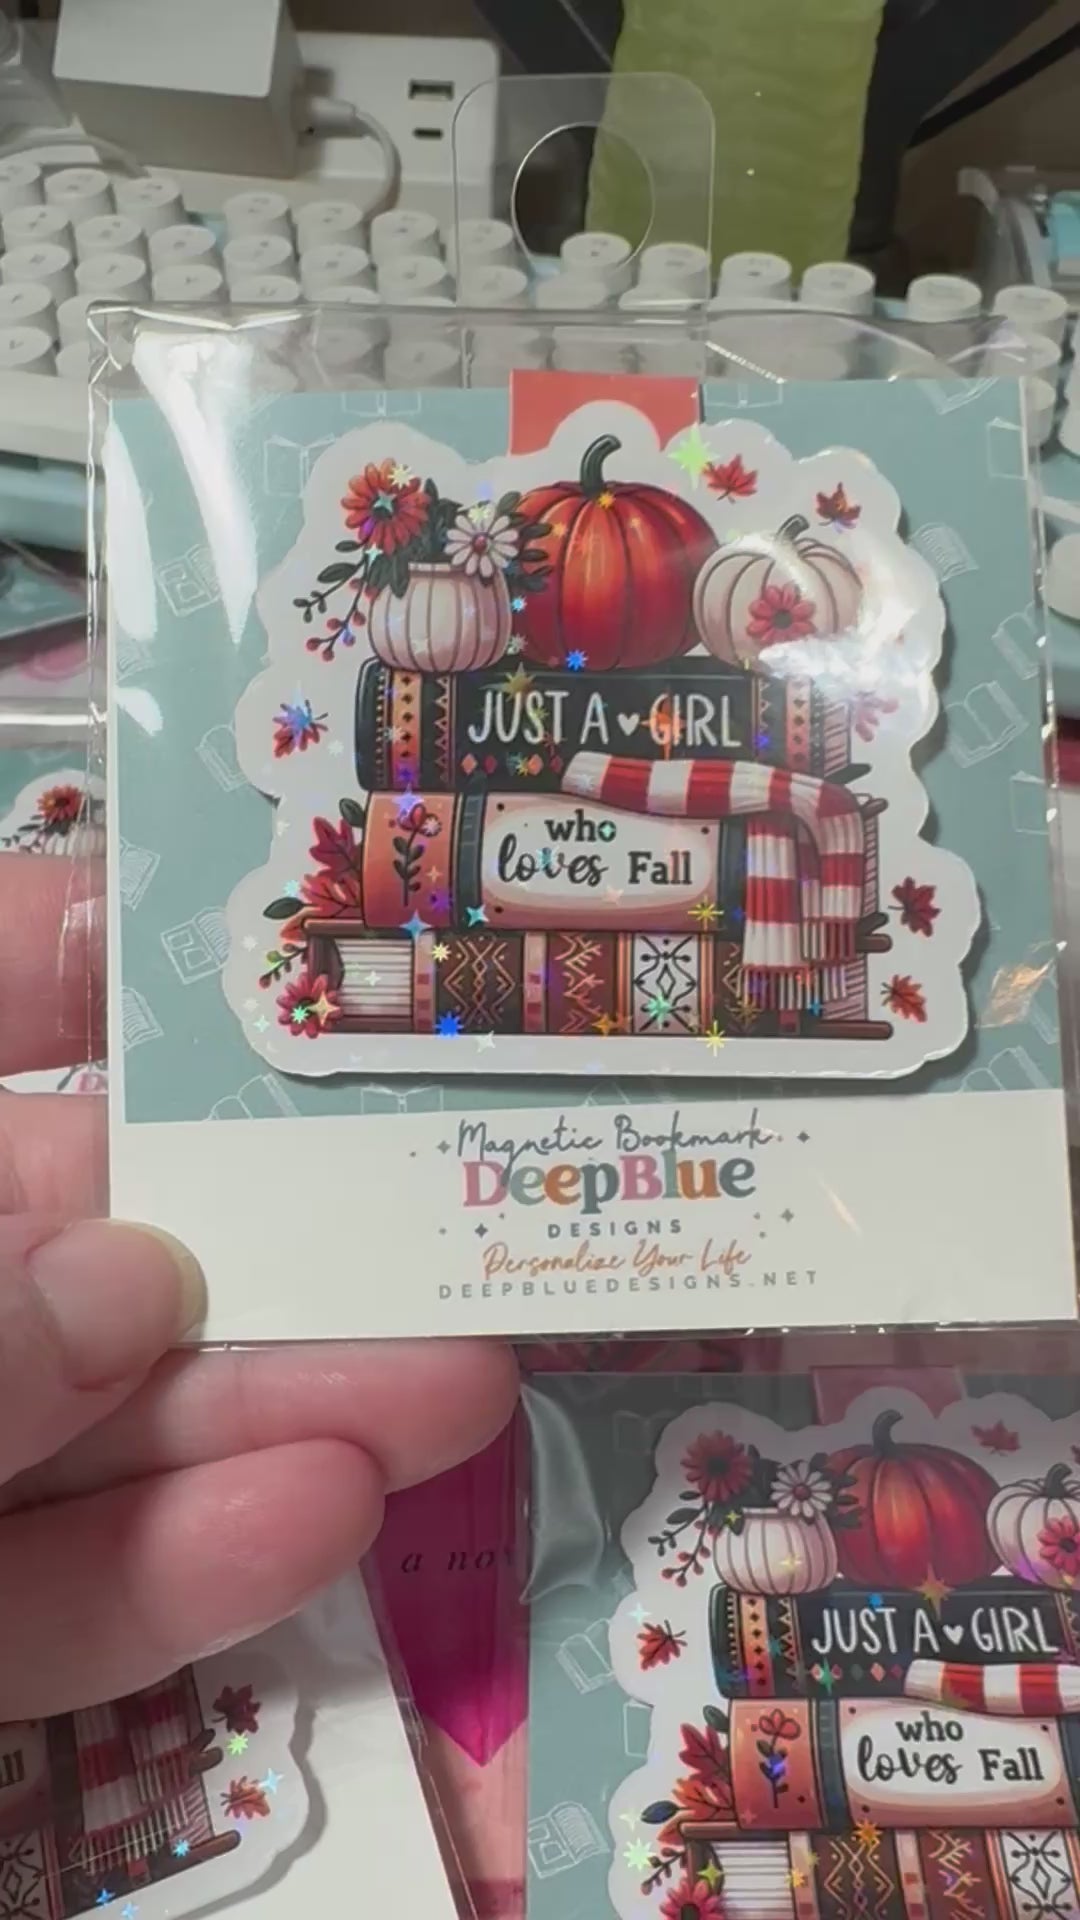 JUST A ♥ GIRL
who
loves Fall
Magnetic Bookmark
DeepBlue
DESIGNS
Personalize Your Life
DEEPBLUEDESIGNS.NET
a no
JUST A ♥ GIRL
who
loves Fall